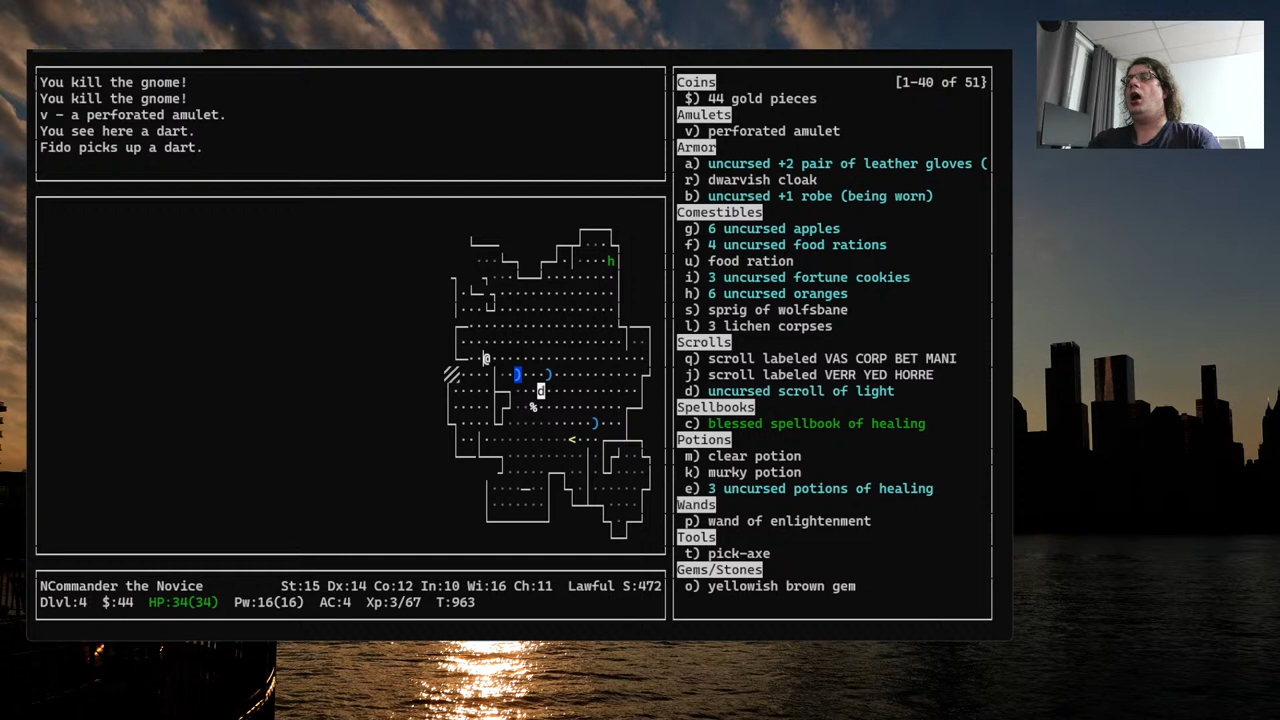 You kill the gnome!
You kill the gnome!
v - a perforated amulet.
You see here a dart.
Fido picks up a dart.
NCommander the Novice St:15 Dx:14 Co:12 In:10 Wi:16 Ch:11 Lawful S:472
Dlvl:4 $:44 HP:34(34) Pw:16(16) AC:4 Xp:3/67 T:963
Coins [1-40 of 51}
$) 44 gold pieces
Amulets
v) perforated amulet
Armor
a) uncursed +2 pair of leather gloves (
r) dwarvish cloak
b) uncursed +1 robe (being worn)
Comestibles
g) 6 uncursed apples
f) 4 uncursed food rations
u) food ration
i) 3 uncursed fortune cookies
h) 6 uncursed oranges
s) sprig of wolfsbane
l) 3 lichen corpses
Scrolls
q) scroll labeled VAS CORP BET MANI
j) scroll labeled VERR YED HORRE
d) uncursed scroll of light
Spellbooks
c) blessed spellbook of healing
Potions
m) clear potion
k) murky potion
e) 3 uncursed potions of healing
Wands
p) wand of enlightenment
Tools
t) pick-axe
Gems/Stones
o) yellowish brown gem